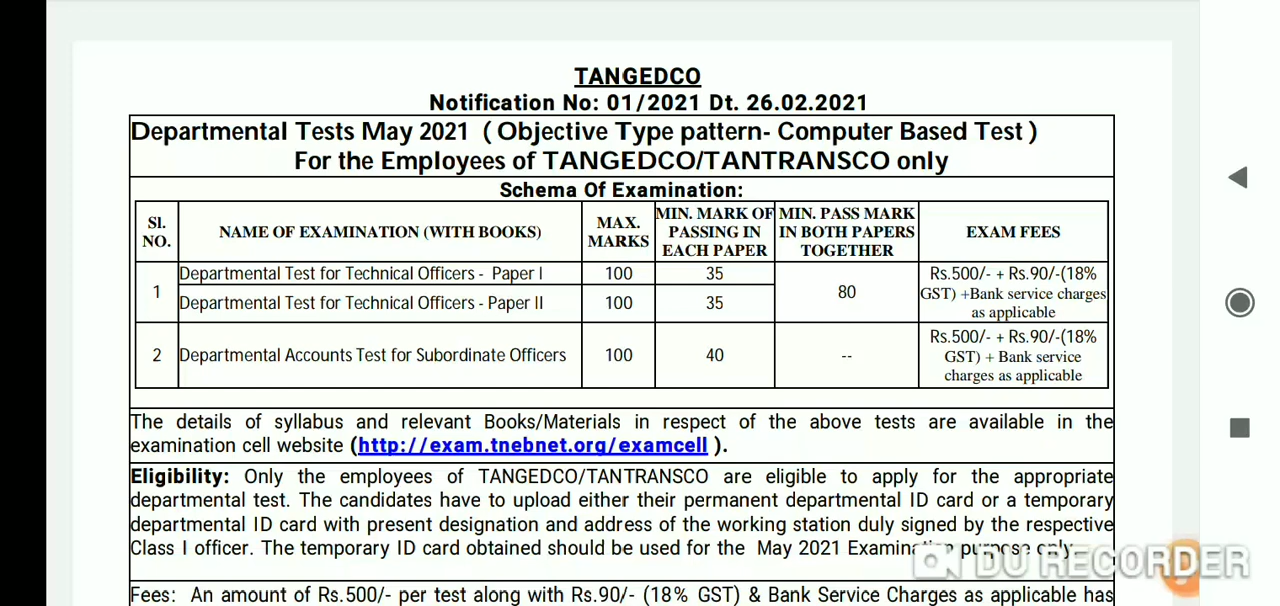 TANGEDCO
Notification No: 01/2021 Dt. 26.02.2021
Departmental Tests May 2021 ( Objective Type pattern- Computer Based Test )
For the Employees of TANGEDCO/TANTRANSCO only
Schema Of Examination:
Sl. NO. NAME OF EXAMINATION (WITH BOOKS) MAX. MARKS MIN. MARK OF PASSING IN EACH PAPER MIN. PASS MARK IN BOTH PAPERS TOGETHER EXAM FEES
1 Departmental Test for Technical Officers - Paper I 100 35 80 Rs.500/- + Rs.90/-(18% GST) +Bank service charges as applicable
Departmental Test for Technical Officers - Paper II 100 35
2 Departmental Accounts Test for Subordinate Officers 100 40 -- Rs.500/- + Rs.90/-(18% GST) + Bank service charges as applicable
The details of syllabus and relevant Books/Materials in respect of the above tests are available in the
examination cell website (http://exam.tnebnet.org/examcell ).
Eligibility: Only the employees of TANGEDCO/TANTRANSCO are eligible to apply for the appropriate
departmental test. The candidates have to upload either their permanent departmental ID card or a temporary
departmental ID card with present designation and address of the working station duly signed by the respective
Class I officer. The temporary ID card obtained should be used for the May 2021 Examination purpose only.
DU RECORDER
Fees: An amount of Rs.500/- per test along with Rs.90/- (18% GST) & Bank Service Charges as applicable has